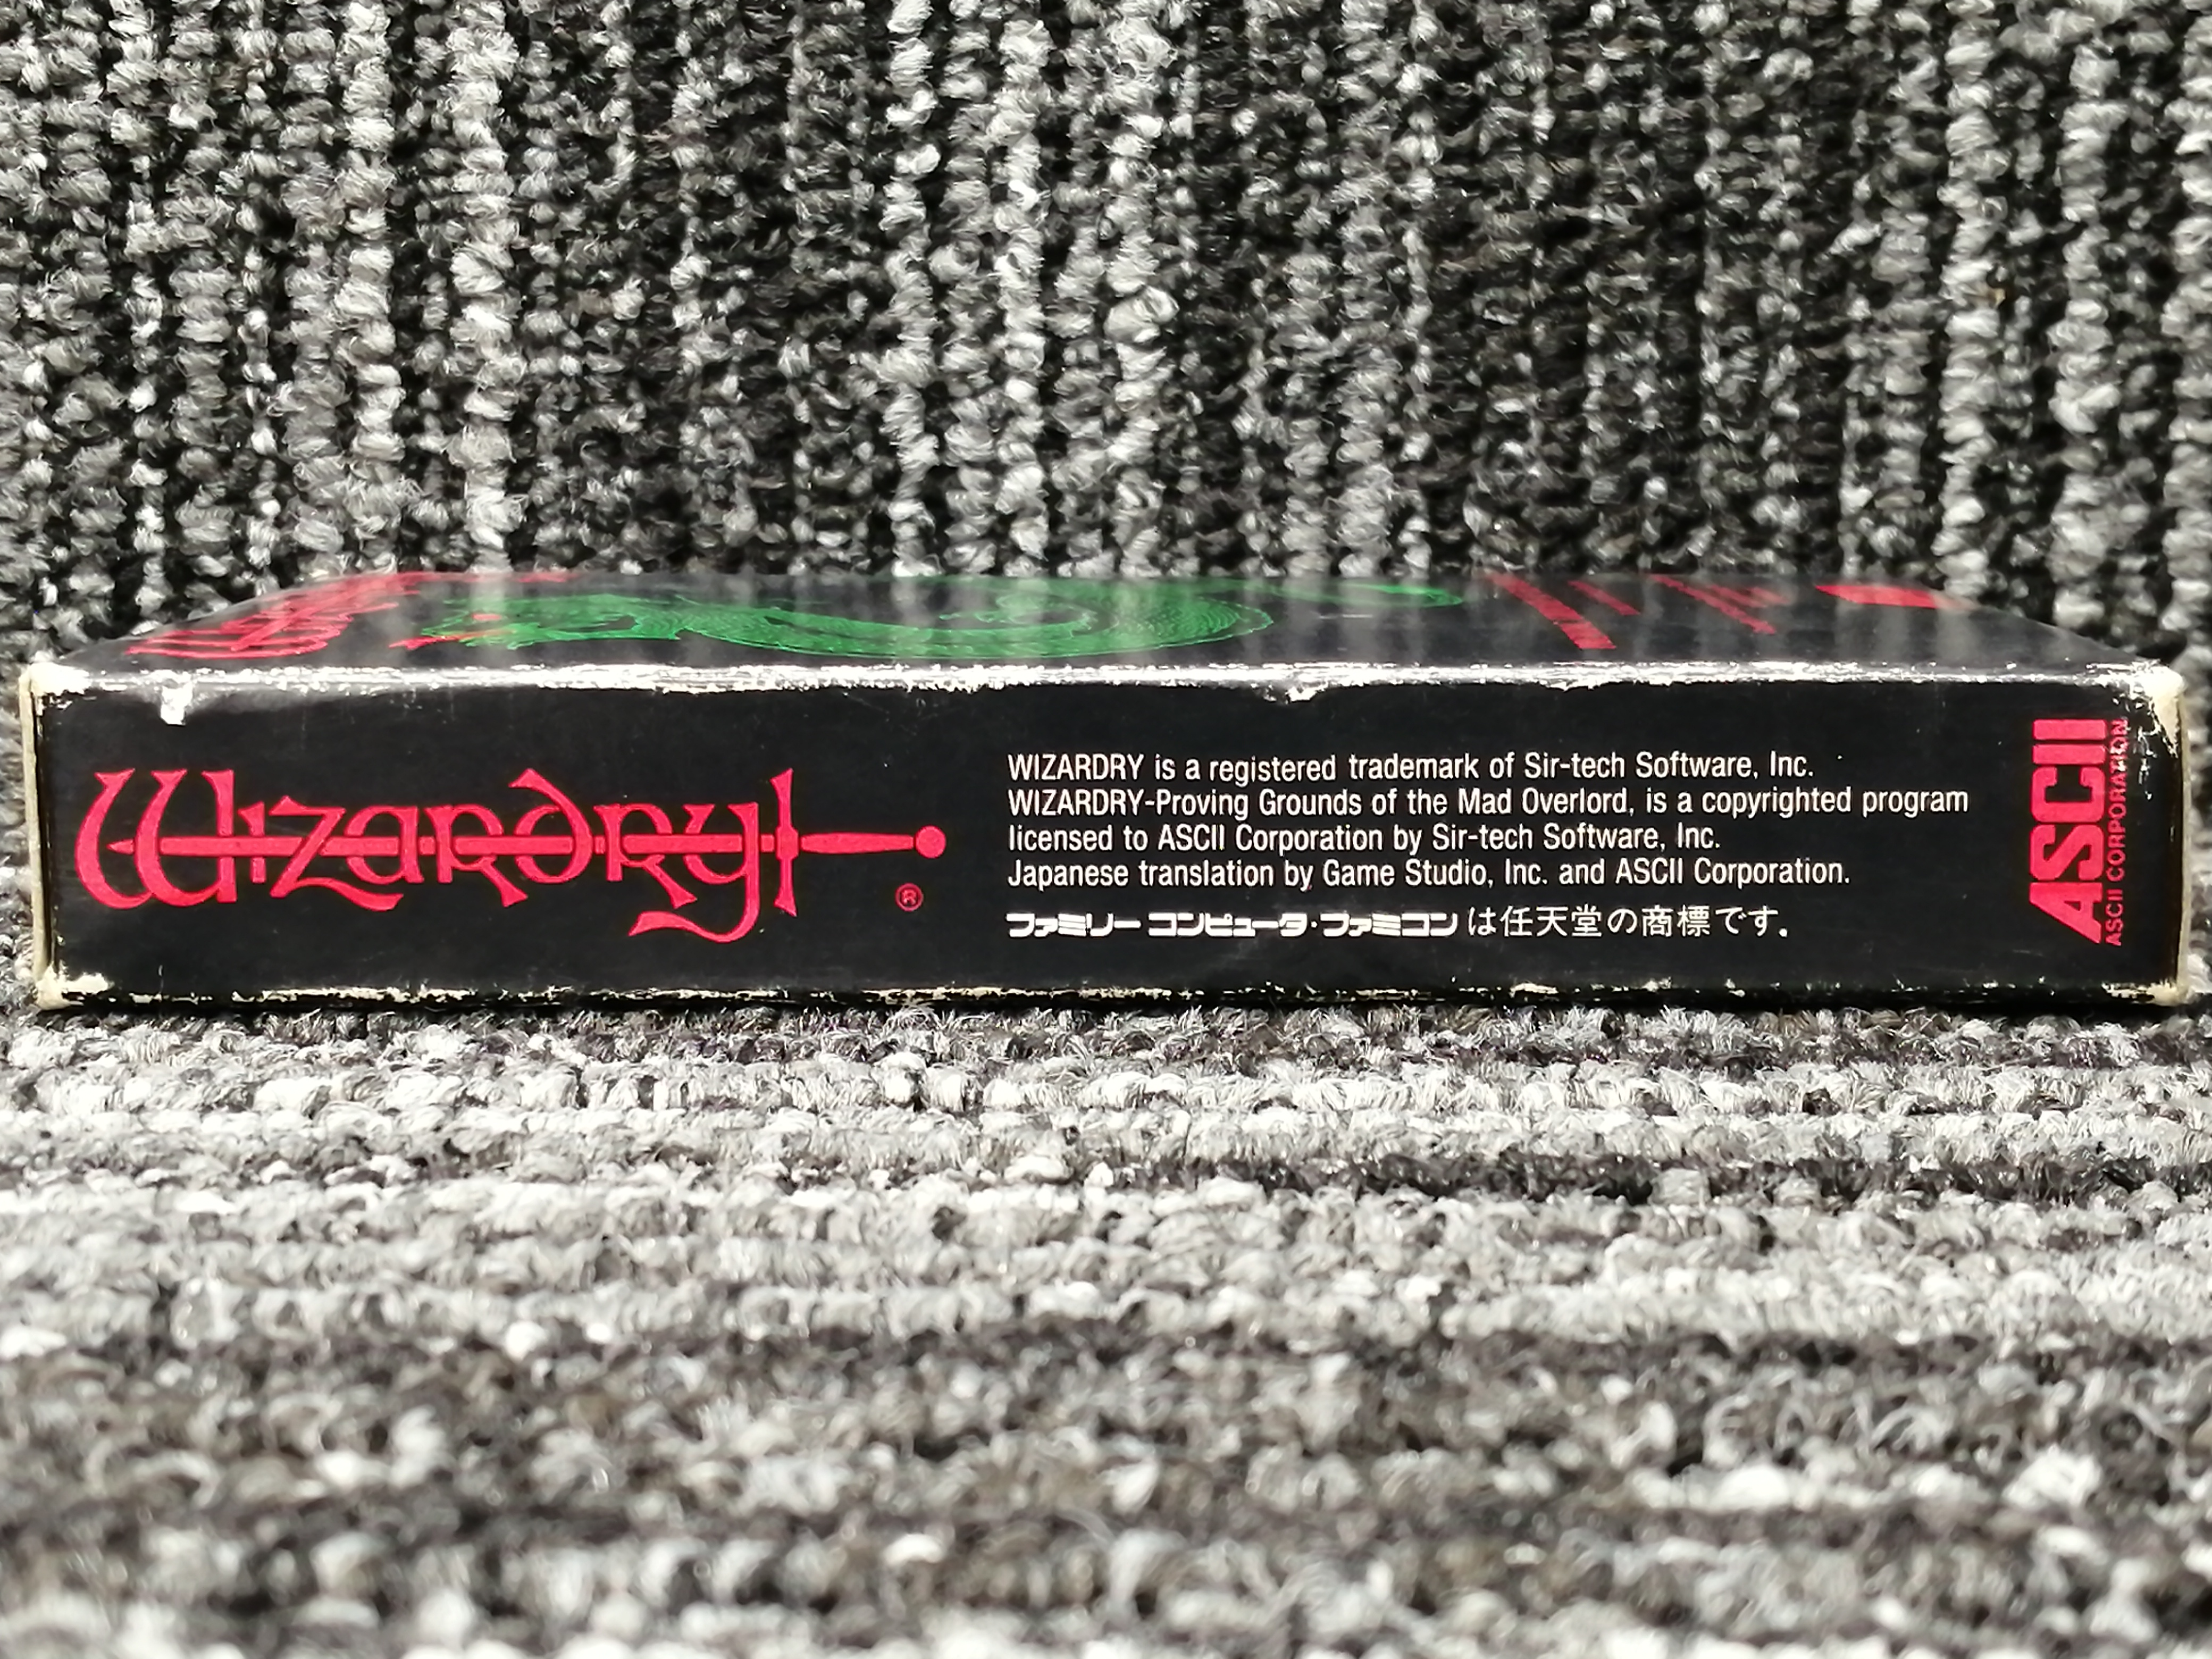 Wizardry
®
WIZARDRY is a registered trademark of Sir-tech Software, Inc.
WIZARDRY-Proving Grounds of the Mad Overlord, is a copyrighted program
licensed to ASCII Corporation by Sir-tech Software, Inc.
Japanese translation by Game Studio, Inc. and ASCII Corporation.
ファミリーコンピュータ・ファミコンは任天堂の商標です.
ASCII
ASCII CORPORATION